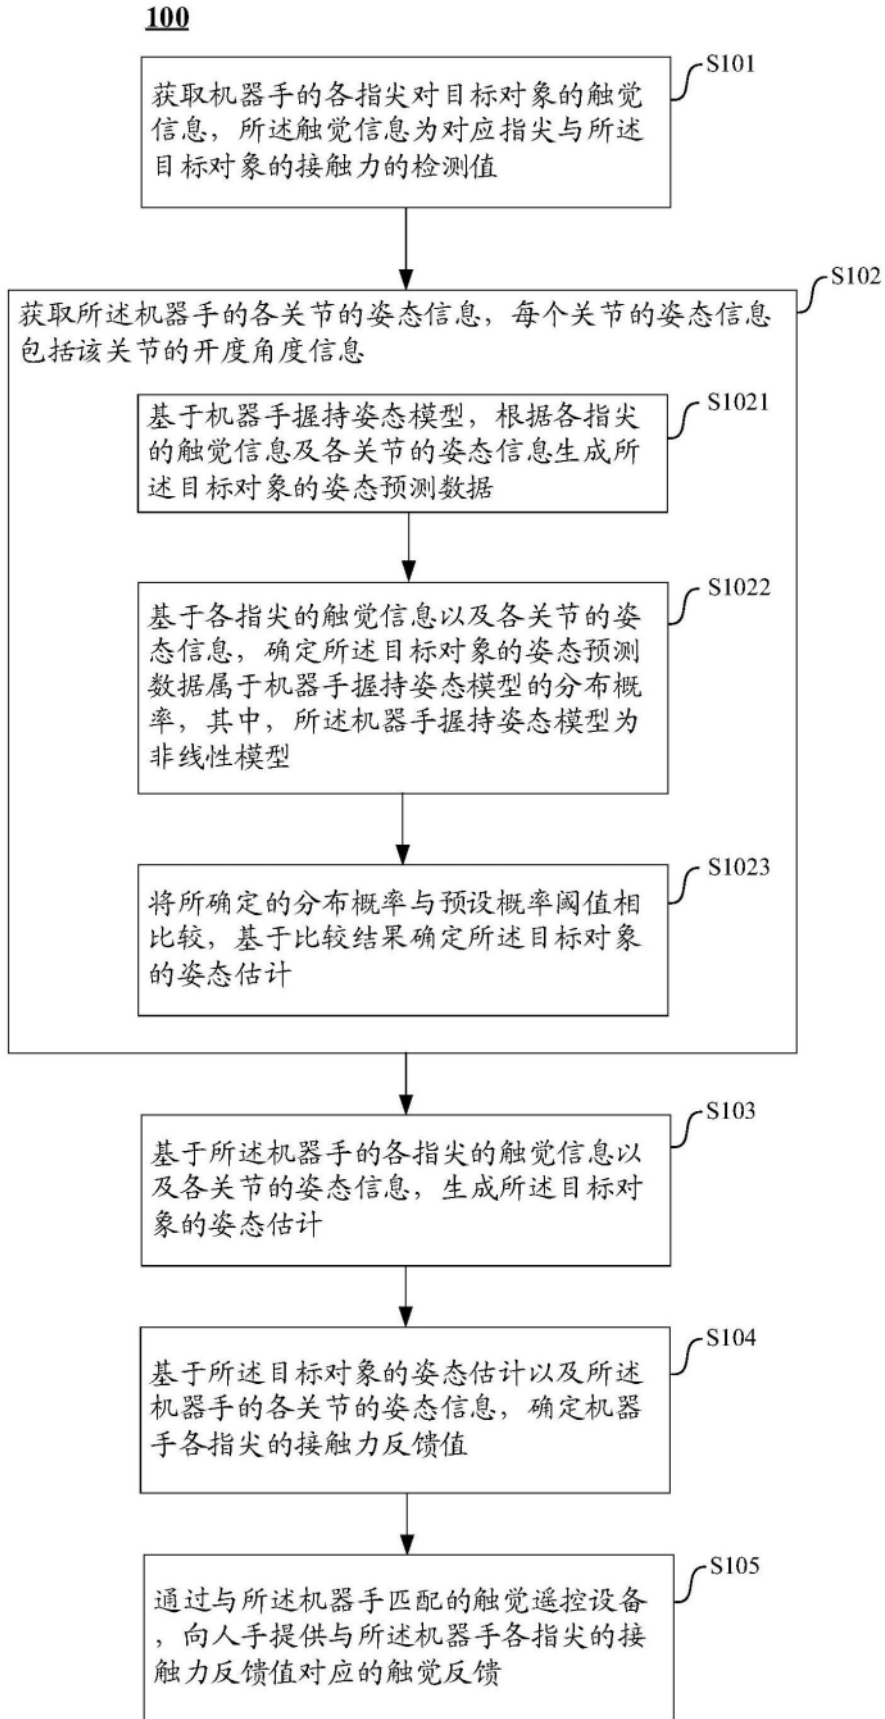 100
S101
获取机器手的各指尖对目标对象的触觉
信息，所述触觉信息为对应指尖与所述
目标对象的接触力的检测值
S102
获取所述机器手的各关节的姿态信息，每个关节的姿态信息
包括该关节的开度角度信息
S1021
基于机器手握持姿态模型，根据各指尖
的触觉信息及各关节的姿态信息生成所
述目标对象的姿态预测数据
S1022
基于各指尖的触觉信息以及各关节的姿
态信息，确定所述目标对象的姿态预测
数据属于机器手握持姿态模型的分布概
率，其中，所述机器手握持姿态模型为
非线性模型
S1023
将所确定的分布概率与预设概率阈值相
比较，基于比较结果确定所述目标对象
的姿态估计
S103
基于所述机器手的各指尖的触觉信息以
及各关节的姿态信息，生成所述目标对
象的姿态估计
S104
基于所述目标对象的姿态估计以及所述
机器手的各关节的姿态信息，确定机器
手各指尖的接触力反馈值
S105
通过与所述机器手匹配的触觉遥控设备
，向人手提供与所述机器手各指尖的接
触力反馈值对应的触觉反馈